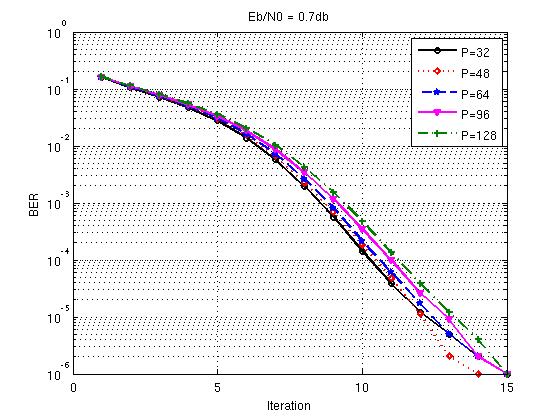 Eb/N0 = 0.7db
10^0
10^-1
10^-2
10^-3
10^-4
10^-5
10^-6
BER
P=32
P=48
P=64
P=96
P=128
0 5 10 15
Iteration